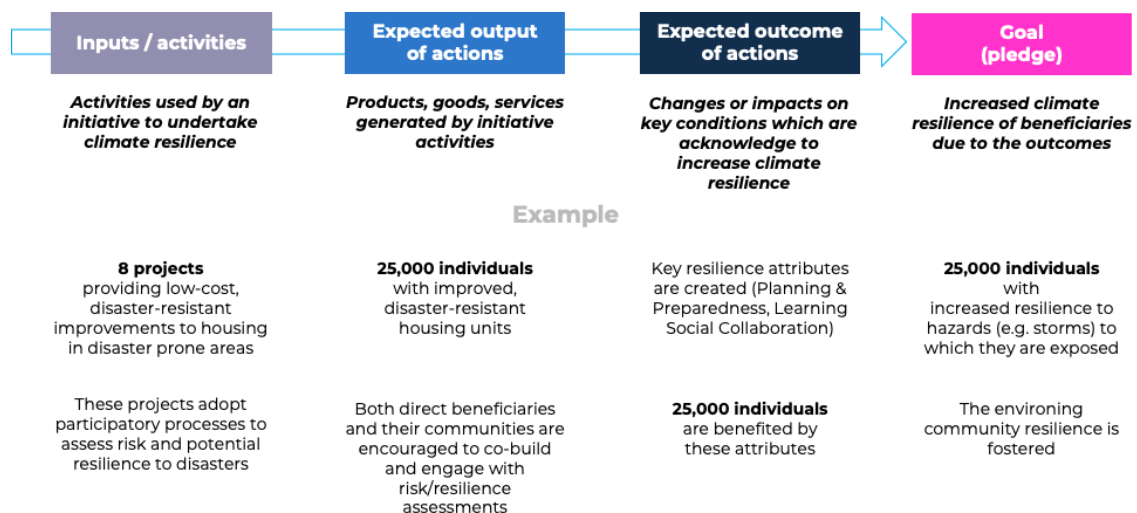 Inputs / activities
Expected output
of actions
Expected outcome
of actions
Goal
(pledge)
Activities used by an
initiative to undertake
climate resilience
Products, goods, services
generated by initiative
activities
Changes or impacts on
key conditions which are
acknowledge to
increase climate
resilience
Increased climate
resilience of beneficiaries
due to the outcomes
Example
8 projects
providing low-cost,
disaster-resistant
improvements to housing
in disaster prone areas
25,000 individuals
with improved,
disaster-resistant
housing units
Key resilience attributes
are created (Planning &
Preparedness, Learning
Social Collaboration)
25,000 individuals
with
increased resilience to
hazards (e.g. storms) to
which they are exposed
These projects adopt
participatory processes to
assess risk and potential
resilience to disasters
Both direct beneficiaries
and their communities are
encouraged to co-build
and engage with
risk/resilience
assessments
25,000 individuals
are benefited by
these attributes
The environing
community resilience is
fostered